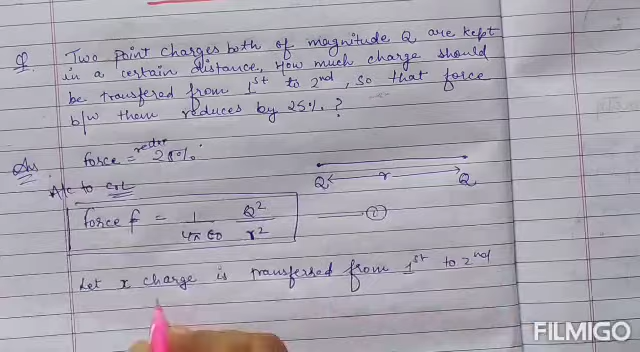 Q. Two point charges both of magnitude Q are kept
in a certain distance, How much charge should
be transfered from 1st to 2nd, so that force
b/w them reduces by 25% ?
Ans force = reduce 25%
A/c to
Q r Q
force f = 1/4πε0 Q²/r² — (i)
Let x charge is transferred from 1st to 2nd
FILMIGO